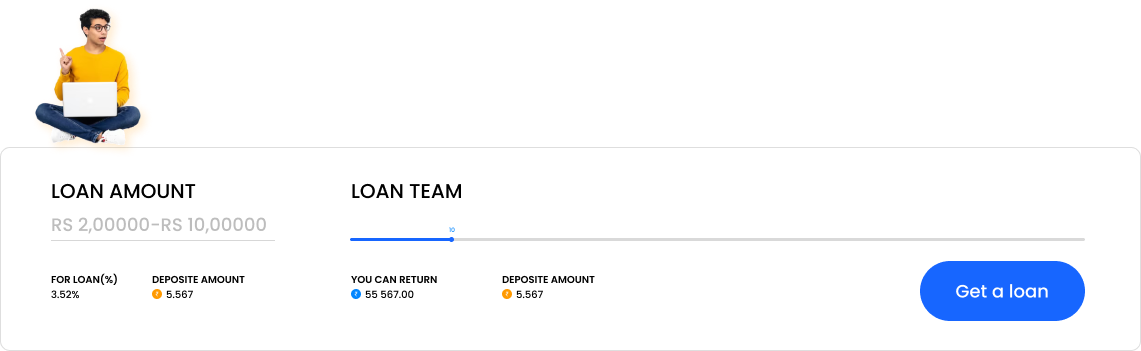 LOAN AMOUNT
RS 2,00000-RS 10,00000
FOR LOAN(%)
3.52%
DEPOSITE AMOUNT
5.567
LOAN TEAM
10
YOU CAN RETURN
₹ 55 567.00
DEPOSITE AMOUNT
₹ 5.567
Get a loan